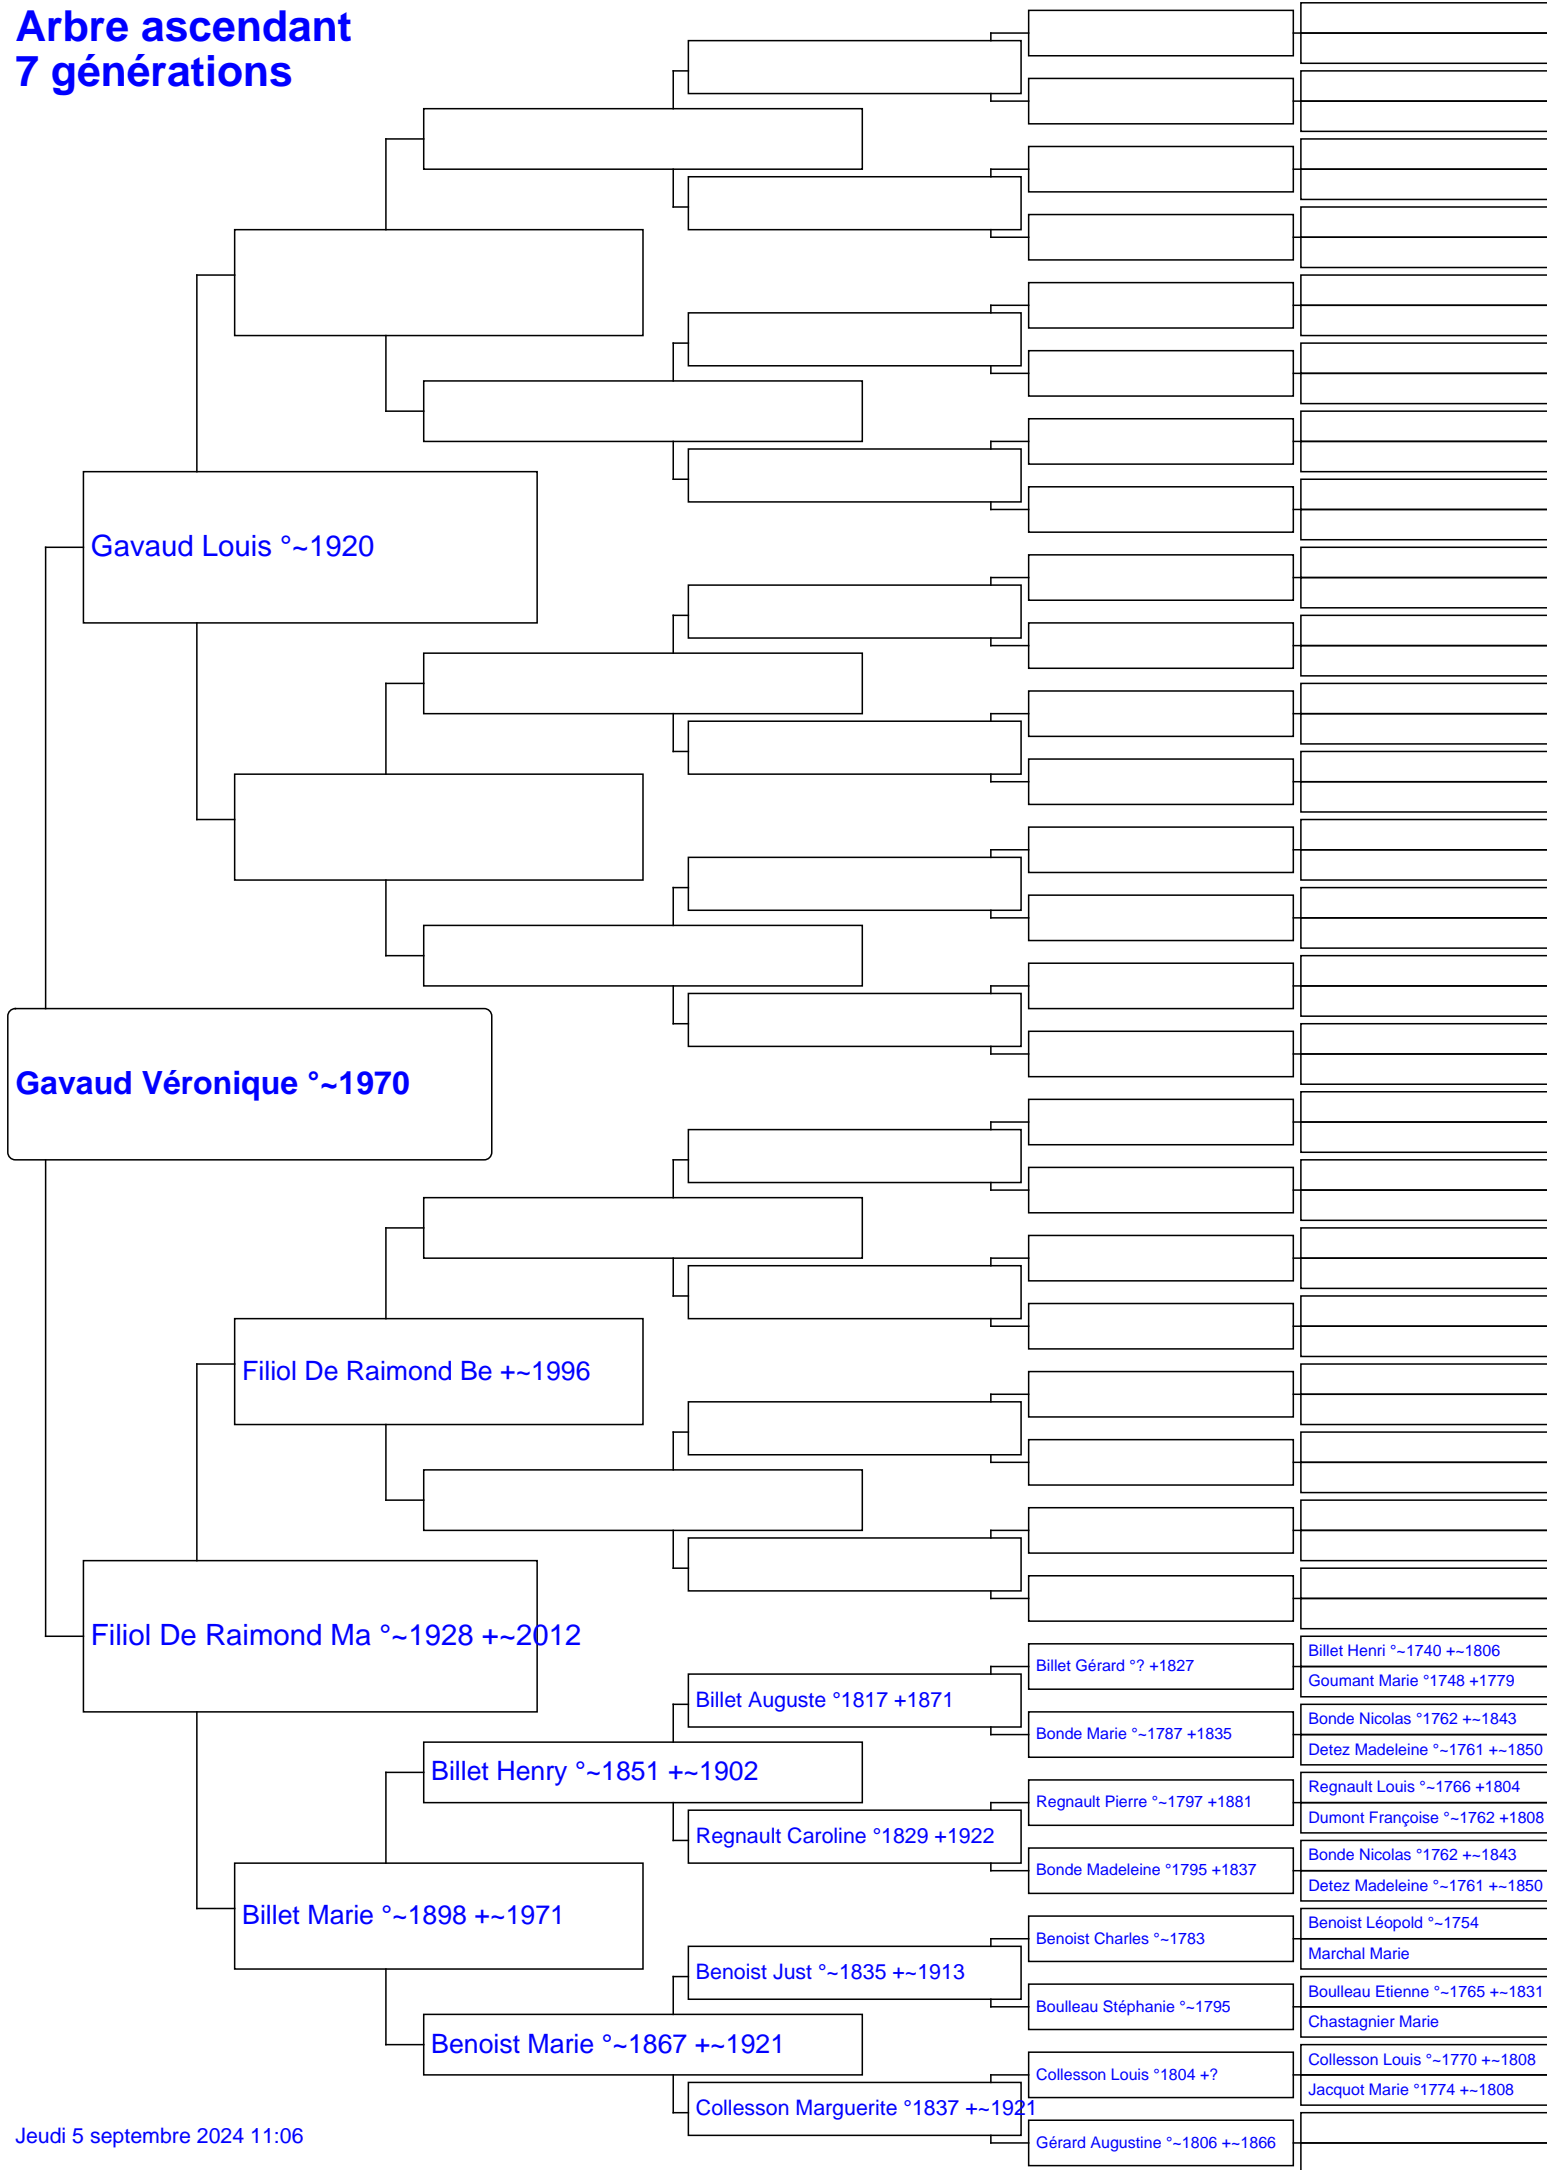 Arbre ascendant
7 générations
Gavaud Louis °~1920
Gavaud Véronique °~1970
Filiol De Raimond Be +~1996
Filiol De Raimond Ma °~1928 +~2012
Billet Henri °~1740 +~1806
Billet Gérard °? +1827
Goumant Marie °1748 +1779
Billet Auguste °1817 +1871
Bonde Nicolas °1762 +~1843
Bonde Marie °~1787 +1835
Detez Madeleine °~1761 +~1850
Billet Henry °~1851 +~1902
Regnault Louis °~1766 +1804
Regnault Pierre °~1797 +1881
Dumont Françoise °~1762 +1808
Regnault Caroline °1829 +1922
Bonde Nicolas °1762 +~1843
Bonde Madeleine °1795 +1837
Detez Madeleine °~1761 +~1850
Billet Marie °~1898 +~1971
Benoist Léopold °~1754
Benoist Charles °~1783
Marchal Marie
Benoist Just °~1835 +~1913
Boulleau Etienne °~1765 +~1831
Boulleau Stéphanie °~1795
Chastagnier Marie
Benoist Marie °~1867 +~1921
Collesson Louis °~1770 +~1808
Collesson Louis °1804 +?
Jacquot Marie °1774 +~1808
Collesson Marguerite °1837 +~1921
Gérard Augustine °~1806 +~1866
Jeudi 5 septembre 2024 11:06